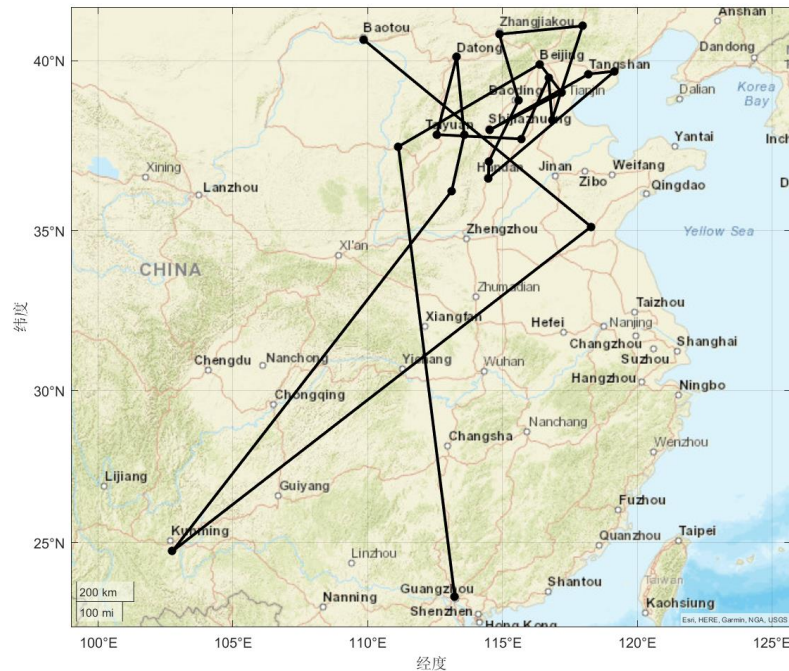 Anshan
Zhangjiakou
Baotou
Datong
Beijing
Dandong
40°N
Tangshan
Baoding
Tianjin
Dalian
Korea
Bay
Taiyuan
Shijiazhuang
Yantai
Inch
Xining
Handan
Jinan
Weifang
Zibo
Lanzhou
Qingdao
D
35°N
Zhengzhou
Yellow Sea
XI'an
CHINA
Zhumadian
Taizhou
Xiangfan
Hefei
Nanjing
Changzhou
Shanghai
Suzhou
Chengdu
Nanchong
Yichang
Wuhan
Hangzhou
30°N
Ningbo
Chongqing
Nanchang
Changsha
Wenzhou
Lijiang
Guiyang
Fuzhou
Kunming
Taipei
25°N
Quanzhou
Linzhou
Taiwan
200 km
Guangzhou
Shantou
100 mi
Nanning
Shenzhen
Kaohsiung
Hong Kong
Esri, HERE, Garmin, NGA, USGS
100°E 105°E 110°E 115°E 120°E 125°E
经度
纬度